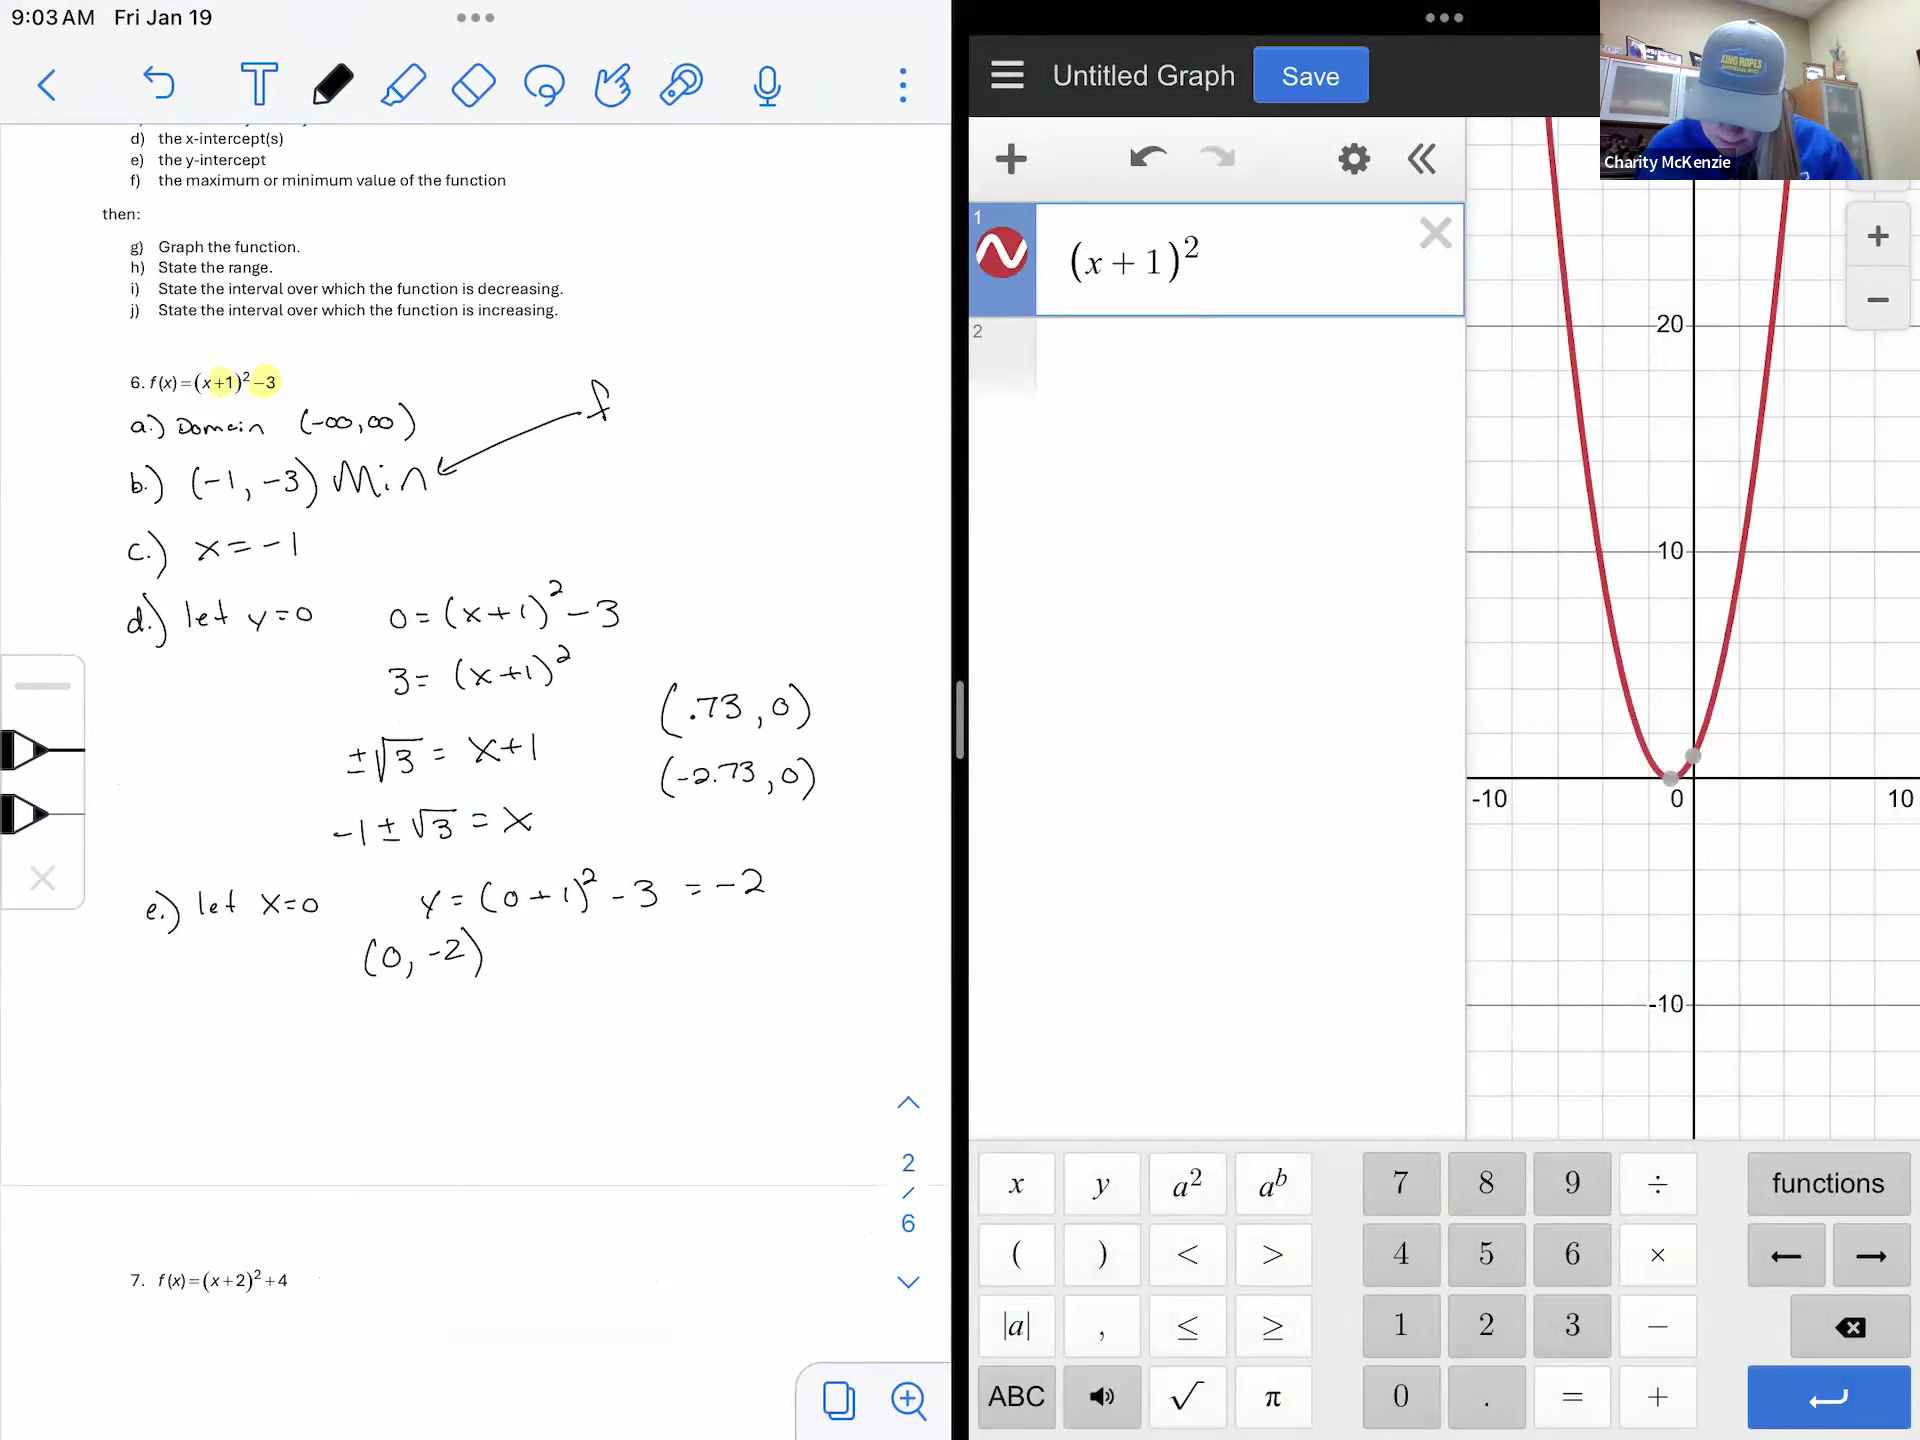 9:03 AM Fri Jan 19
d) the x-intercept(s)
e) the y-intercept
f) the maximum or minimum value of the function
then:
g) Graph the function.
h) State the range.
i) State the interval over which the function is decreasing.
j) State the interval over which the function is increasing.
6. f(x)=(x+1)²−3
f
a.) Domain (-∞,∞)
b.) (-1, -3) Min
c.) x=-1
d.) let y=0 0=(x+1)²-3
3=(x+1)²
±√3 = x+1
-1±√3 = x
(.73,0)
(-2.73,0)
e.) let x=0 y=(0+1)²-3 =-2
(0,-2)
2
/
6
7. f(x)=(x+2)²+4
Untitled Graph Save
Charity McKenzie
KING ROPES
+
1
(x+1)²
2
+
−
20
10
-10 0 10
-10
x y a² a^b 7 8 9 ÷ functions
( ) < > 4 5 6 × ← →
|a| , ≤ ≥ 1 2 3 −
ABC √ π 0 . = +